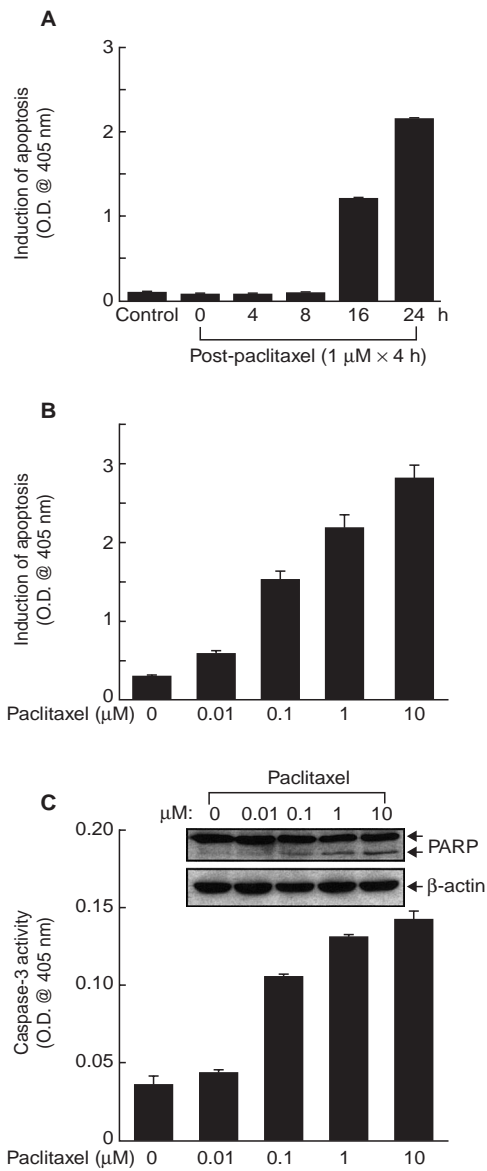 A
Induction of apoptosis
(O.D. @ 405 nm)
3
2
1
0
Control 0 4 8 16 24 h
Post-paclitaxel (1 μM × 4 h)
B
Induction of apoptosis
(O.D. @ 405 nm)
3
2
1
0
Paclitaxel (μM) 0 0.01 0.1 1 10
C
Paclitaxel
μM: 0 0.01 0.1 1 10
PARP
β-actin
Caspase-3 activity
(O.D. @ 405 nm)
0.20
0.15
0.10
0.05
0
Paclitaxel (μM) 0 0.01 0.1 1 10